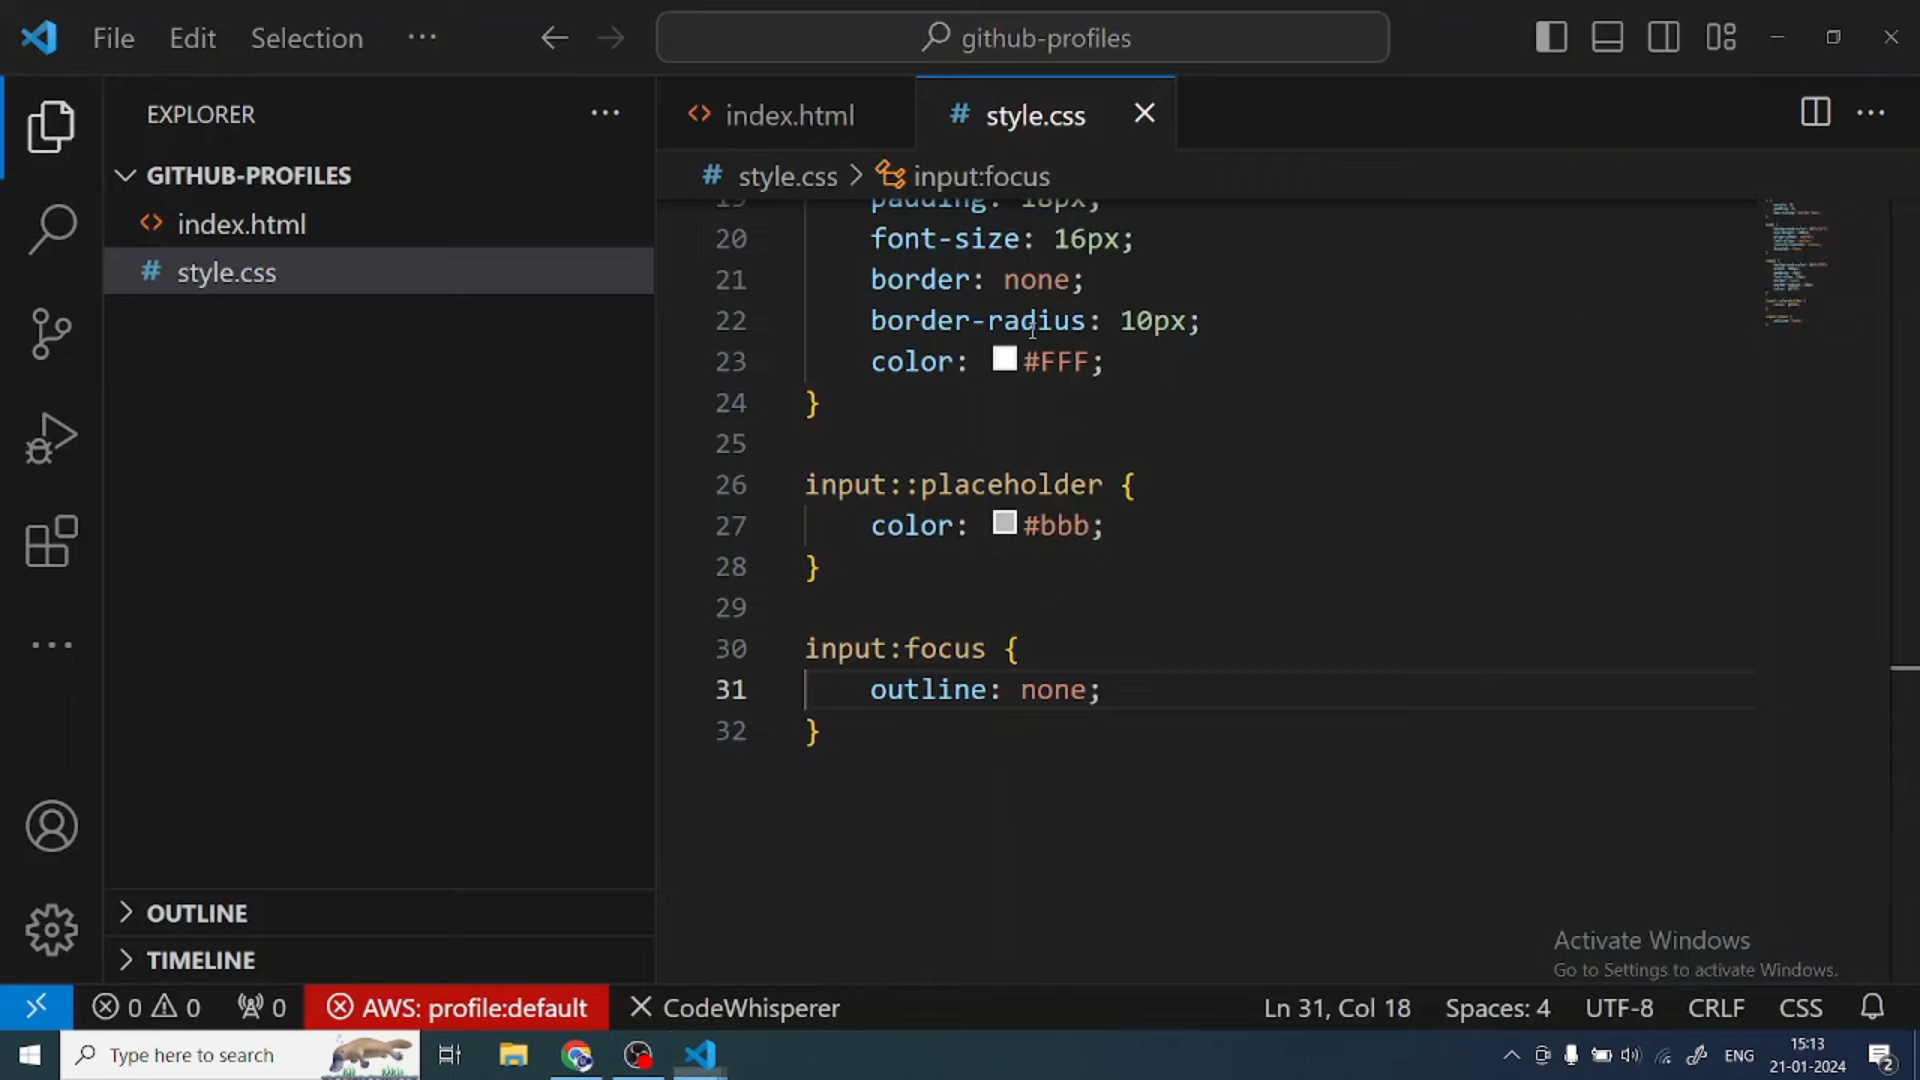 File Edit Selection ··· github-profiles
EXPLORER ···
GITHUB-PROFILES
index.html
style.css
OUTLINE
TIMELINE
index.html # style.css
# style.css > input:focus
19 padding: 18px;
20 font-size: 16px;
21 border: none;
22 border-radius: 10px;
23 color: #FFF;
24 }
25
26 input::placeholder {
27 color: #bbb;
28 }
29
30 input:focus {
31 outline: none;
32 }
Activate Windows
Go to Settings to activate Windows.
0 0 0 AWS: profile:default CodeWhisperer Ln 31, Col 18 Spaces: 4 UTF-8 CRLF CSS
Type here to search ENG 15:13
21-01-2024
2